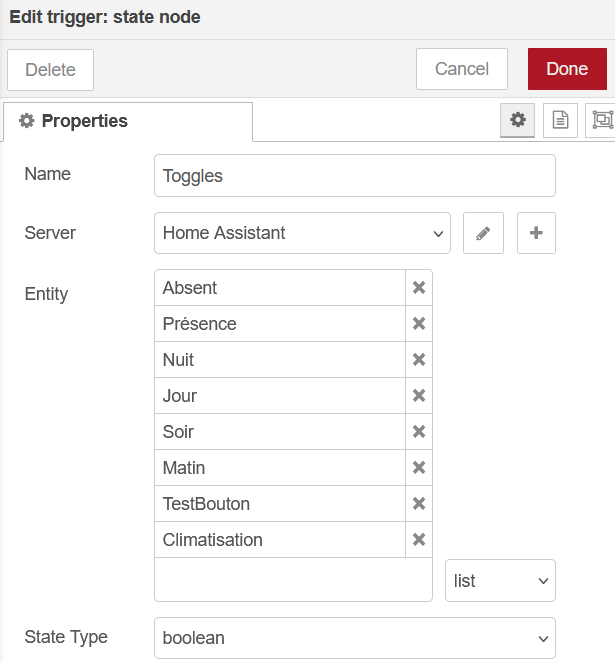 Edit trigger: state node
Delete
Cancel
Done
Properties
Name
Toggles
Server
Home Assistant
Entity
Absent
Présence
Nuit
Jour
Soir
Matin
TestBouton
Climatisation
list
State Type
boolean